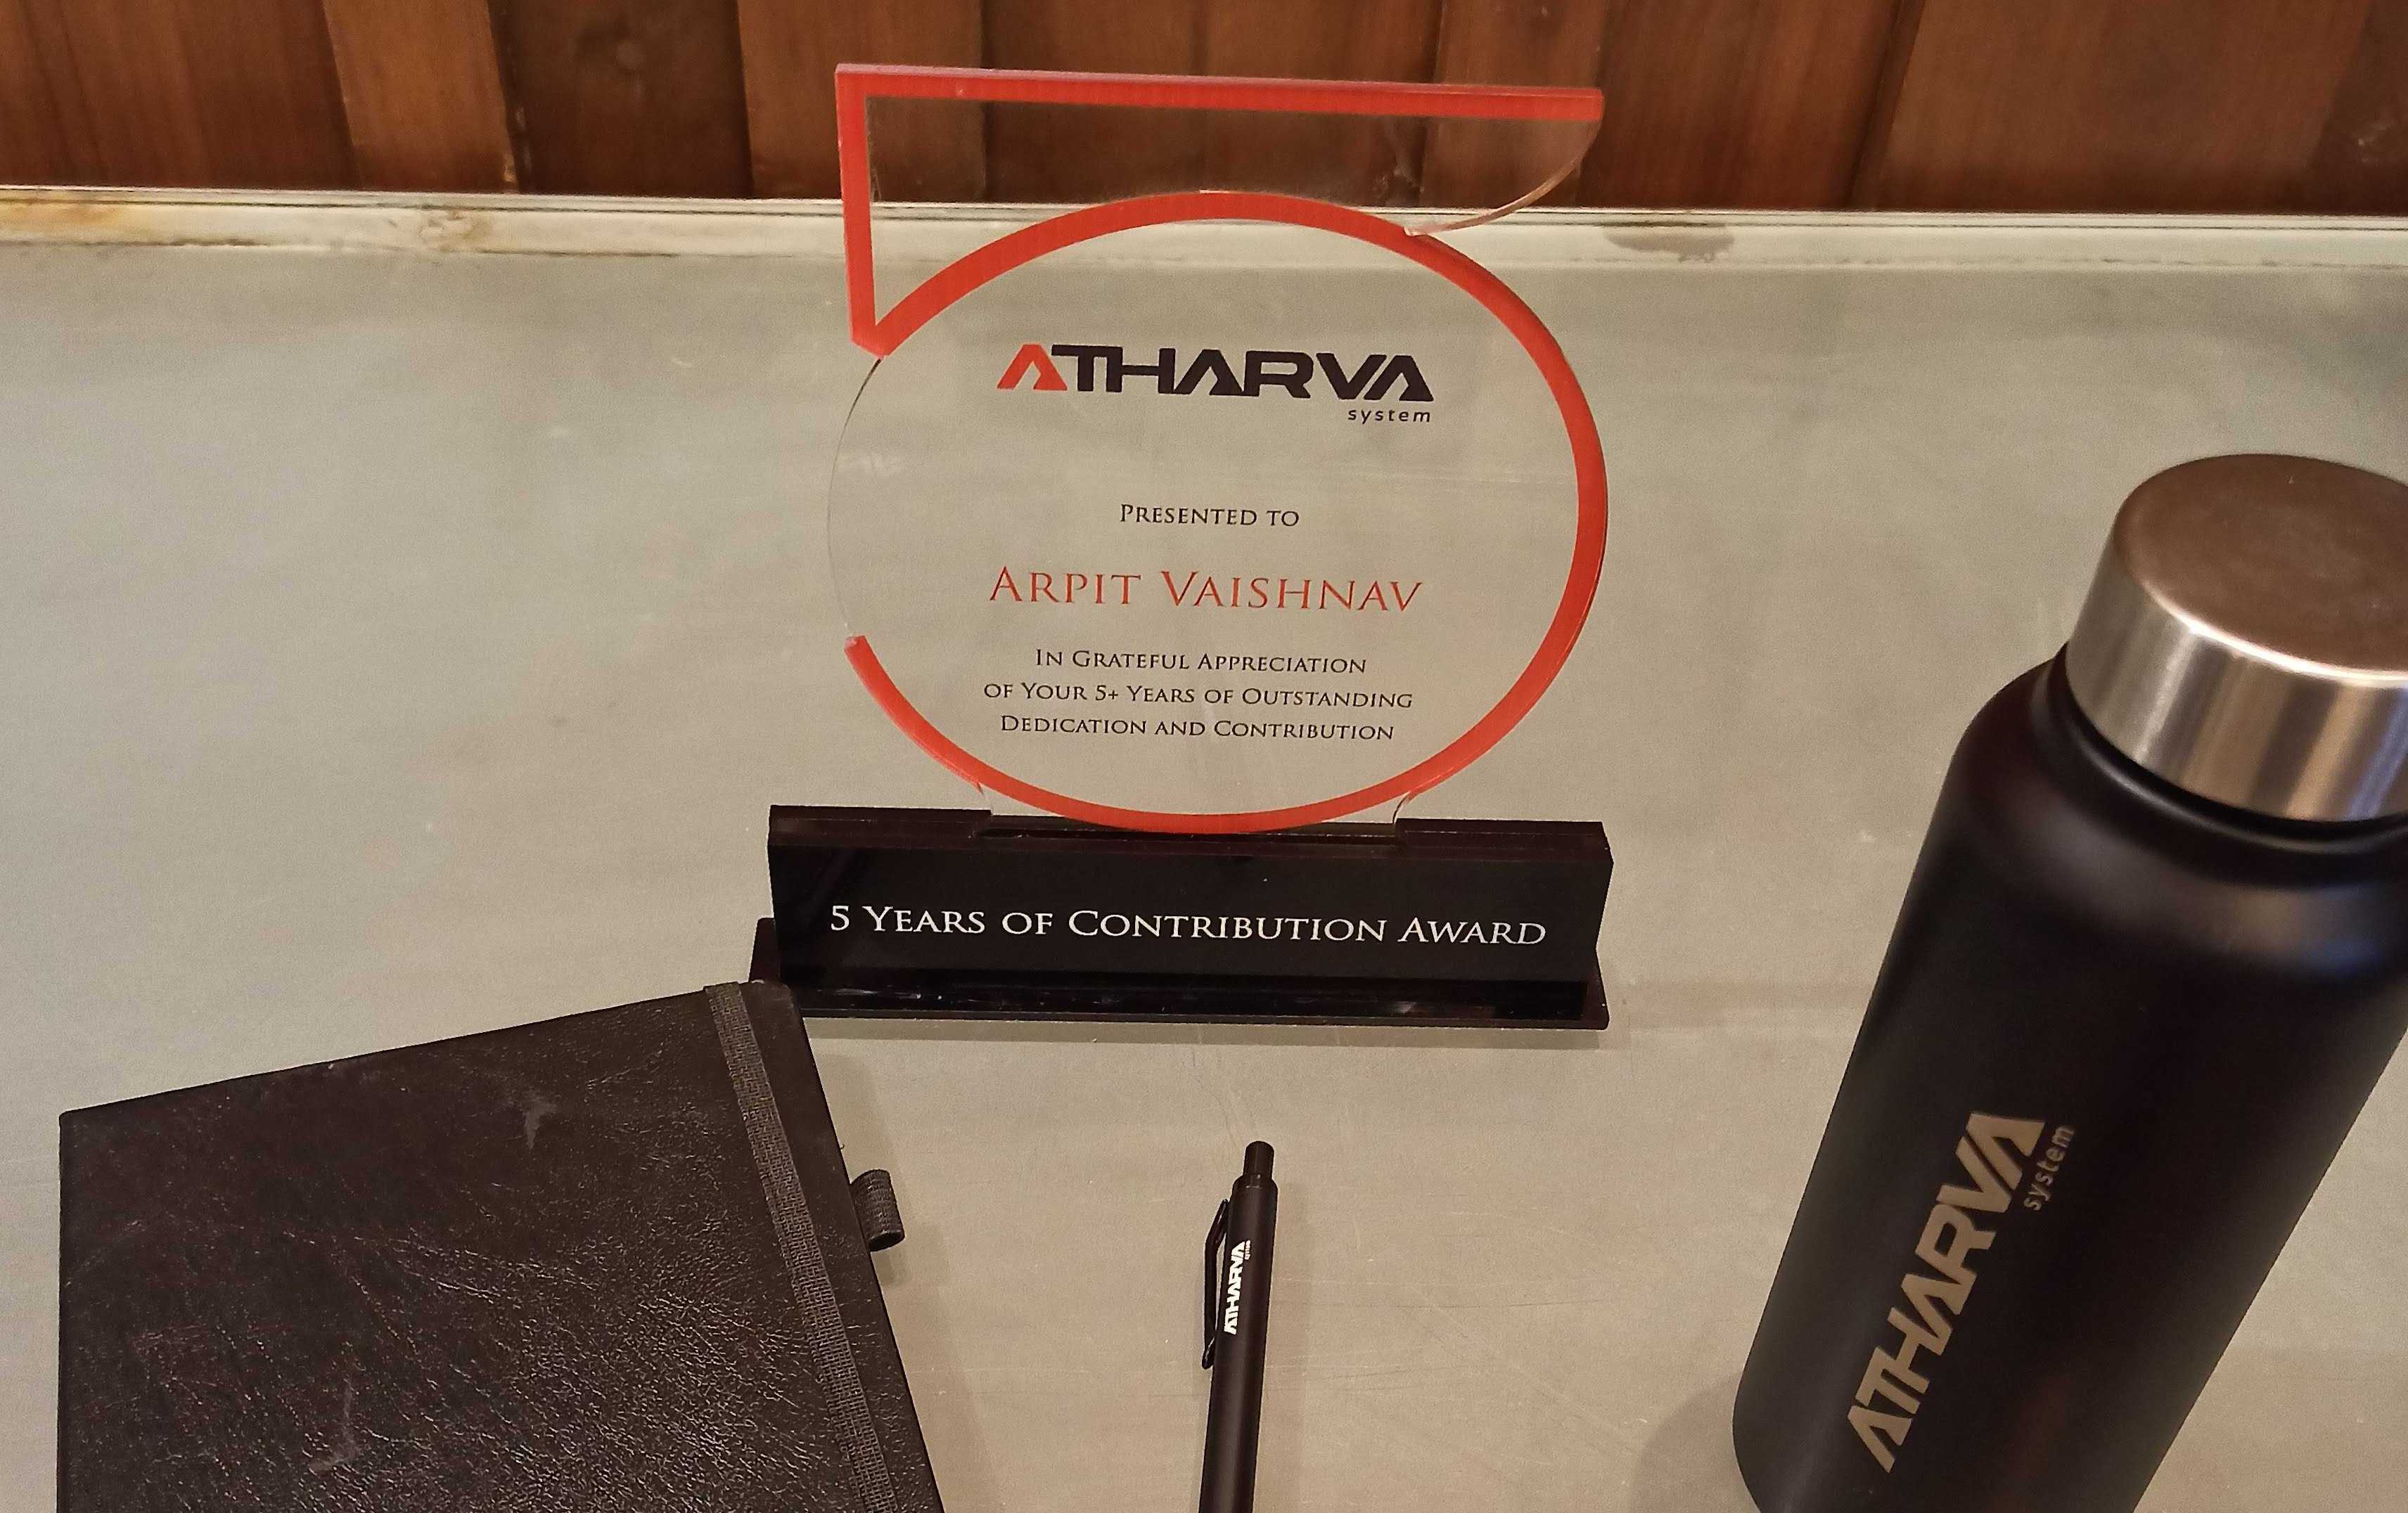 ATHARVA
system
PRESENTED TO
ARPIT VAISHNAV
IN GRATEFUL APPRECIATION
OF YOUR 5+ YEARS OF OUTSTANDING
DEDICATION AND CONTRIBUTION
5 YEARS OF CONTRIBUTION AWARD
ATHARVA
system
ATHARVA
system